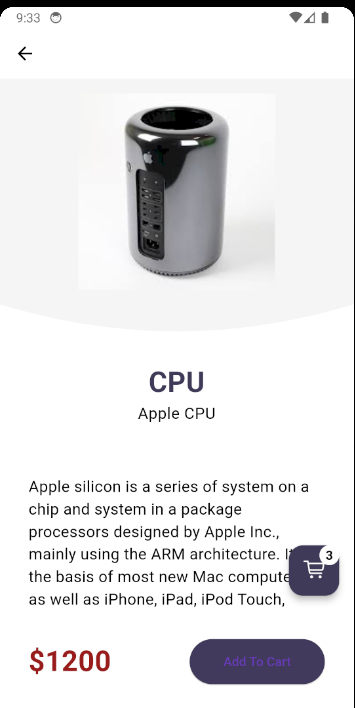 9:33
CPU
Apple CPU
Apple silicon is a series of system on a
chip and system in a package
processors designed by Apple Inc.,
mainly using the ARM architecture.
the basis of most new Mac
as well as iPhone, iPad, iPod Touch,
3
$1200
Add To Cart